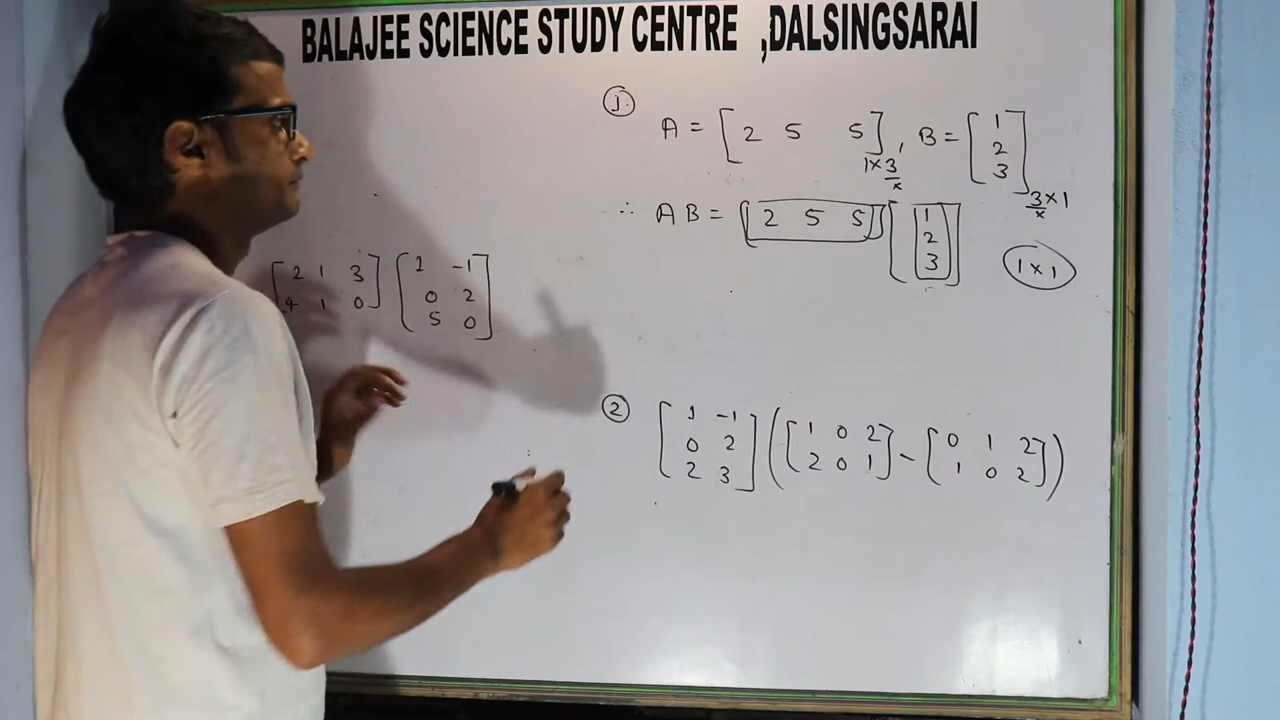 BALAJEE SCIENCE STUDY CENTRE ,DALSINGSARAI
①
A = [ 2 5 5 ] 1×3 , B = [ 1
2
3 ] 3×1
x x
∴ AB = [ 2 5 5 ] [ 1
2
3 ]
1×1
[ 2 1 3 ] [ 2 -1 ]
[ 4 1 0 ] [ 0 2 ]
[ 5 0 ]
②
[ 1 -1 ] ( [ 1 0 2 ] - [ 0 1 2 ] )
[ 0 2 ] [ 2 0 1 ] [ 1 0 2 ]
[ 2 3 ]